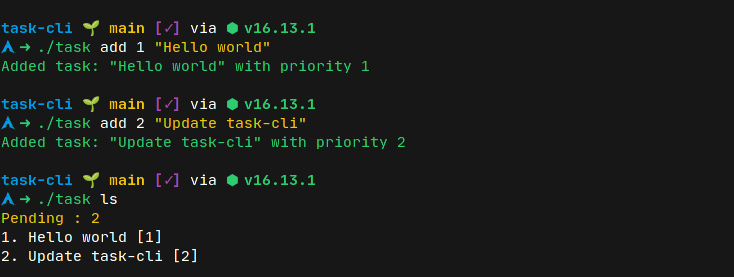 task-cli 🌱 main [✓] via ⬢ v16.13.1
➜ ./task add 1 "Hello world"
Added task: "Hello world" with priority 1
task-cli 🌱 main [✓] via ⬢ v16.13.1
➜ ./task add 2 "Update task-cli"
Added task: "Update task-cli" with priority 2
task-cli 🌱 main [✓] via ⬢ v16.13.1
➜ ./task ls
Pending : 2
1. Hello world [1]
2. Update task-cli [2]